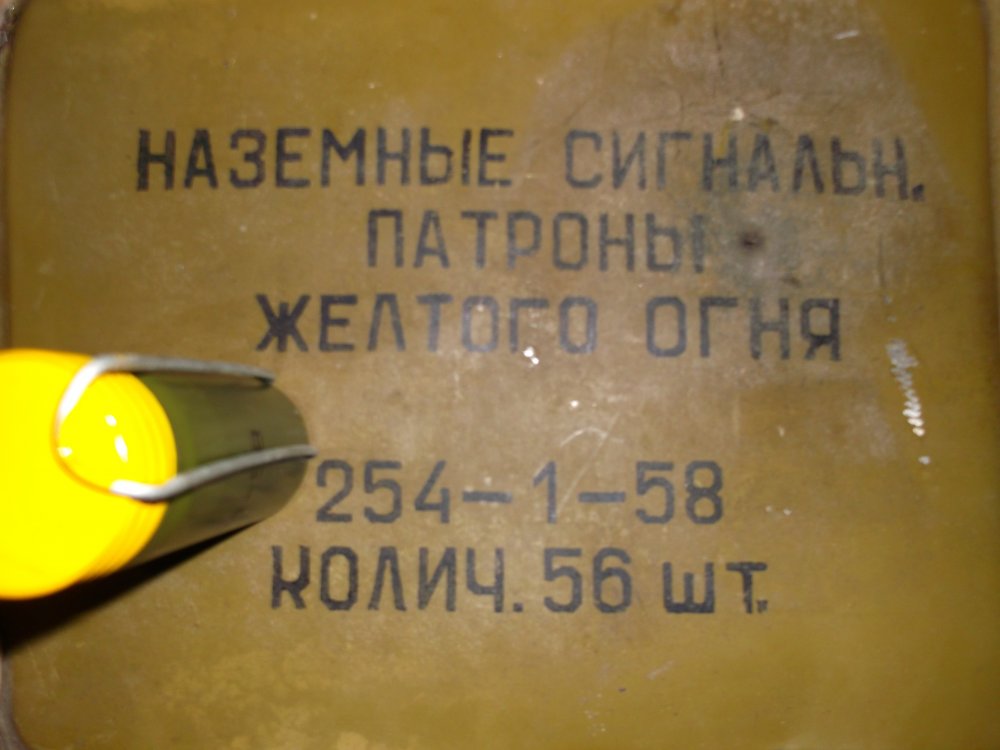 НАЗЕМНЫЕ СИГНАЛЬН.
ПАТРОНЫ
ЖЕЛТОГО ОГНЯ
254-1-58
КОЛИЧ. 56 ШТ.